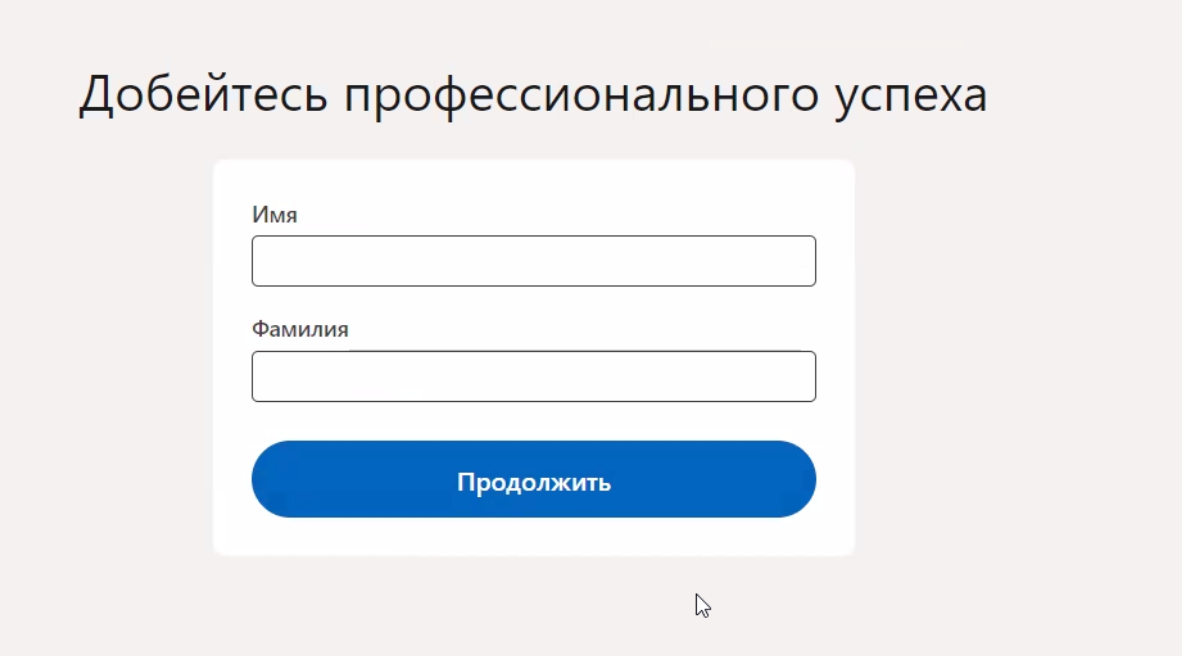 Добейтесь профессионального успеха
Имя
Фамилия
Продолжить